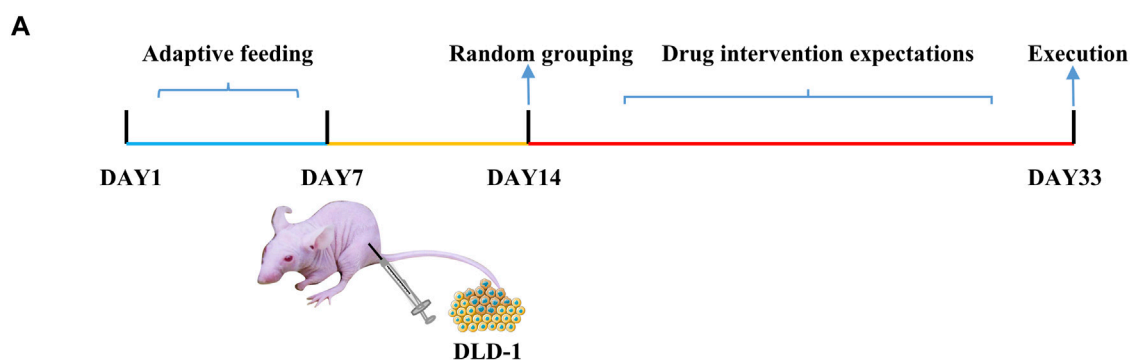 A
Adaptive feeding
Random grouping
Drug intervention expectations
Execution
DAY1
DAY7
DAY14
DAY33
DLD-1